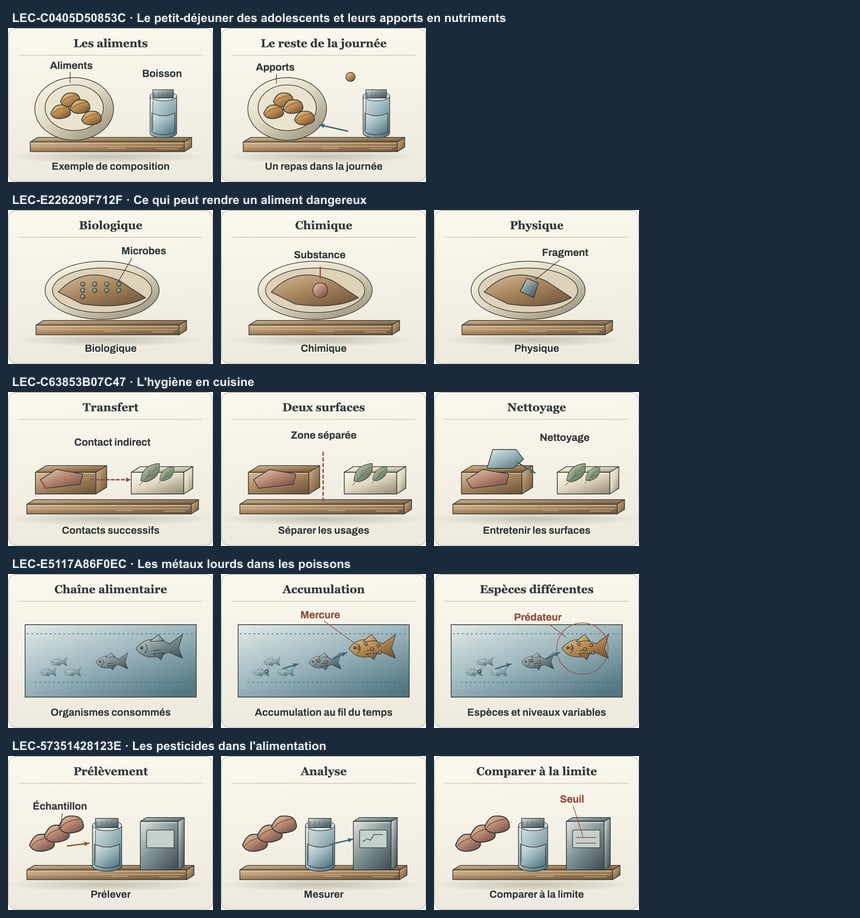 LEC-C0405D50853C · Le petit-déjeuner des adolescents et leurs apports en nutriments
Les aliments
Aliments
Boisson
Exemple de composition
Le reste de la journée
Apports
Un repas dans la journée
LEC-E226209F712F · Ce qui peut rendre un aliment dangereux
Biologique
Microbes
Biologique
Chimique
Substance
Chimique
Physique
Fragment
Physique
LEC-C63853B07C47 · L'hygiène en cuisine
Transfert
Contact indirect
Contacts successifs
Deux surfaces
Zone séparée
Séparer les usages
Nettoyage
Nettoyage
Entretenir les surfaces
LEC-E5117A86F0EC · Les métaux lourds dans les poissons
Chaîne alimentaire
Organismes consommés
Accumulation
Mercure
Accumulation au fil du temps
Espèces différentes
Prédateur
Espèces et niveaux variables
LEC-57351428123E · Les pesticides dans l'alimentation
Prélèvement
Échantillon
Prélever
Analyse
Mesurer
Comparer à la limite
Seuil
Comparer à la limite